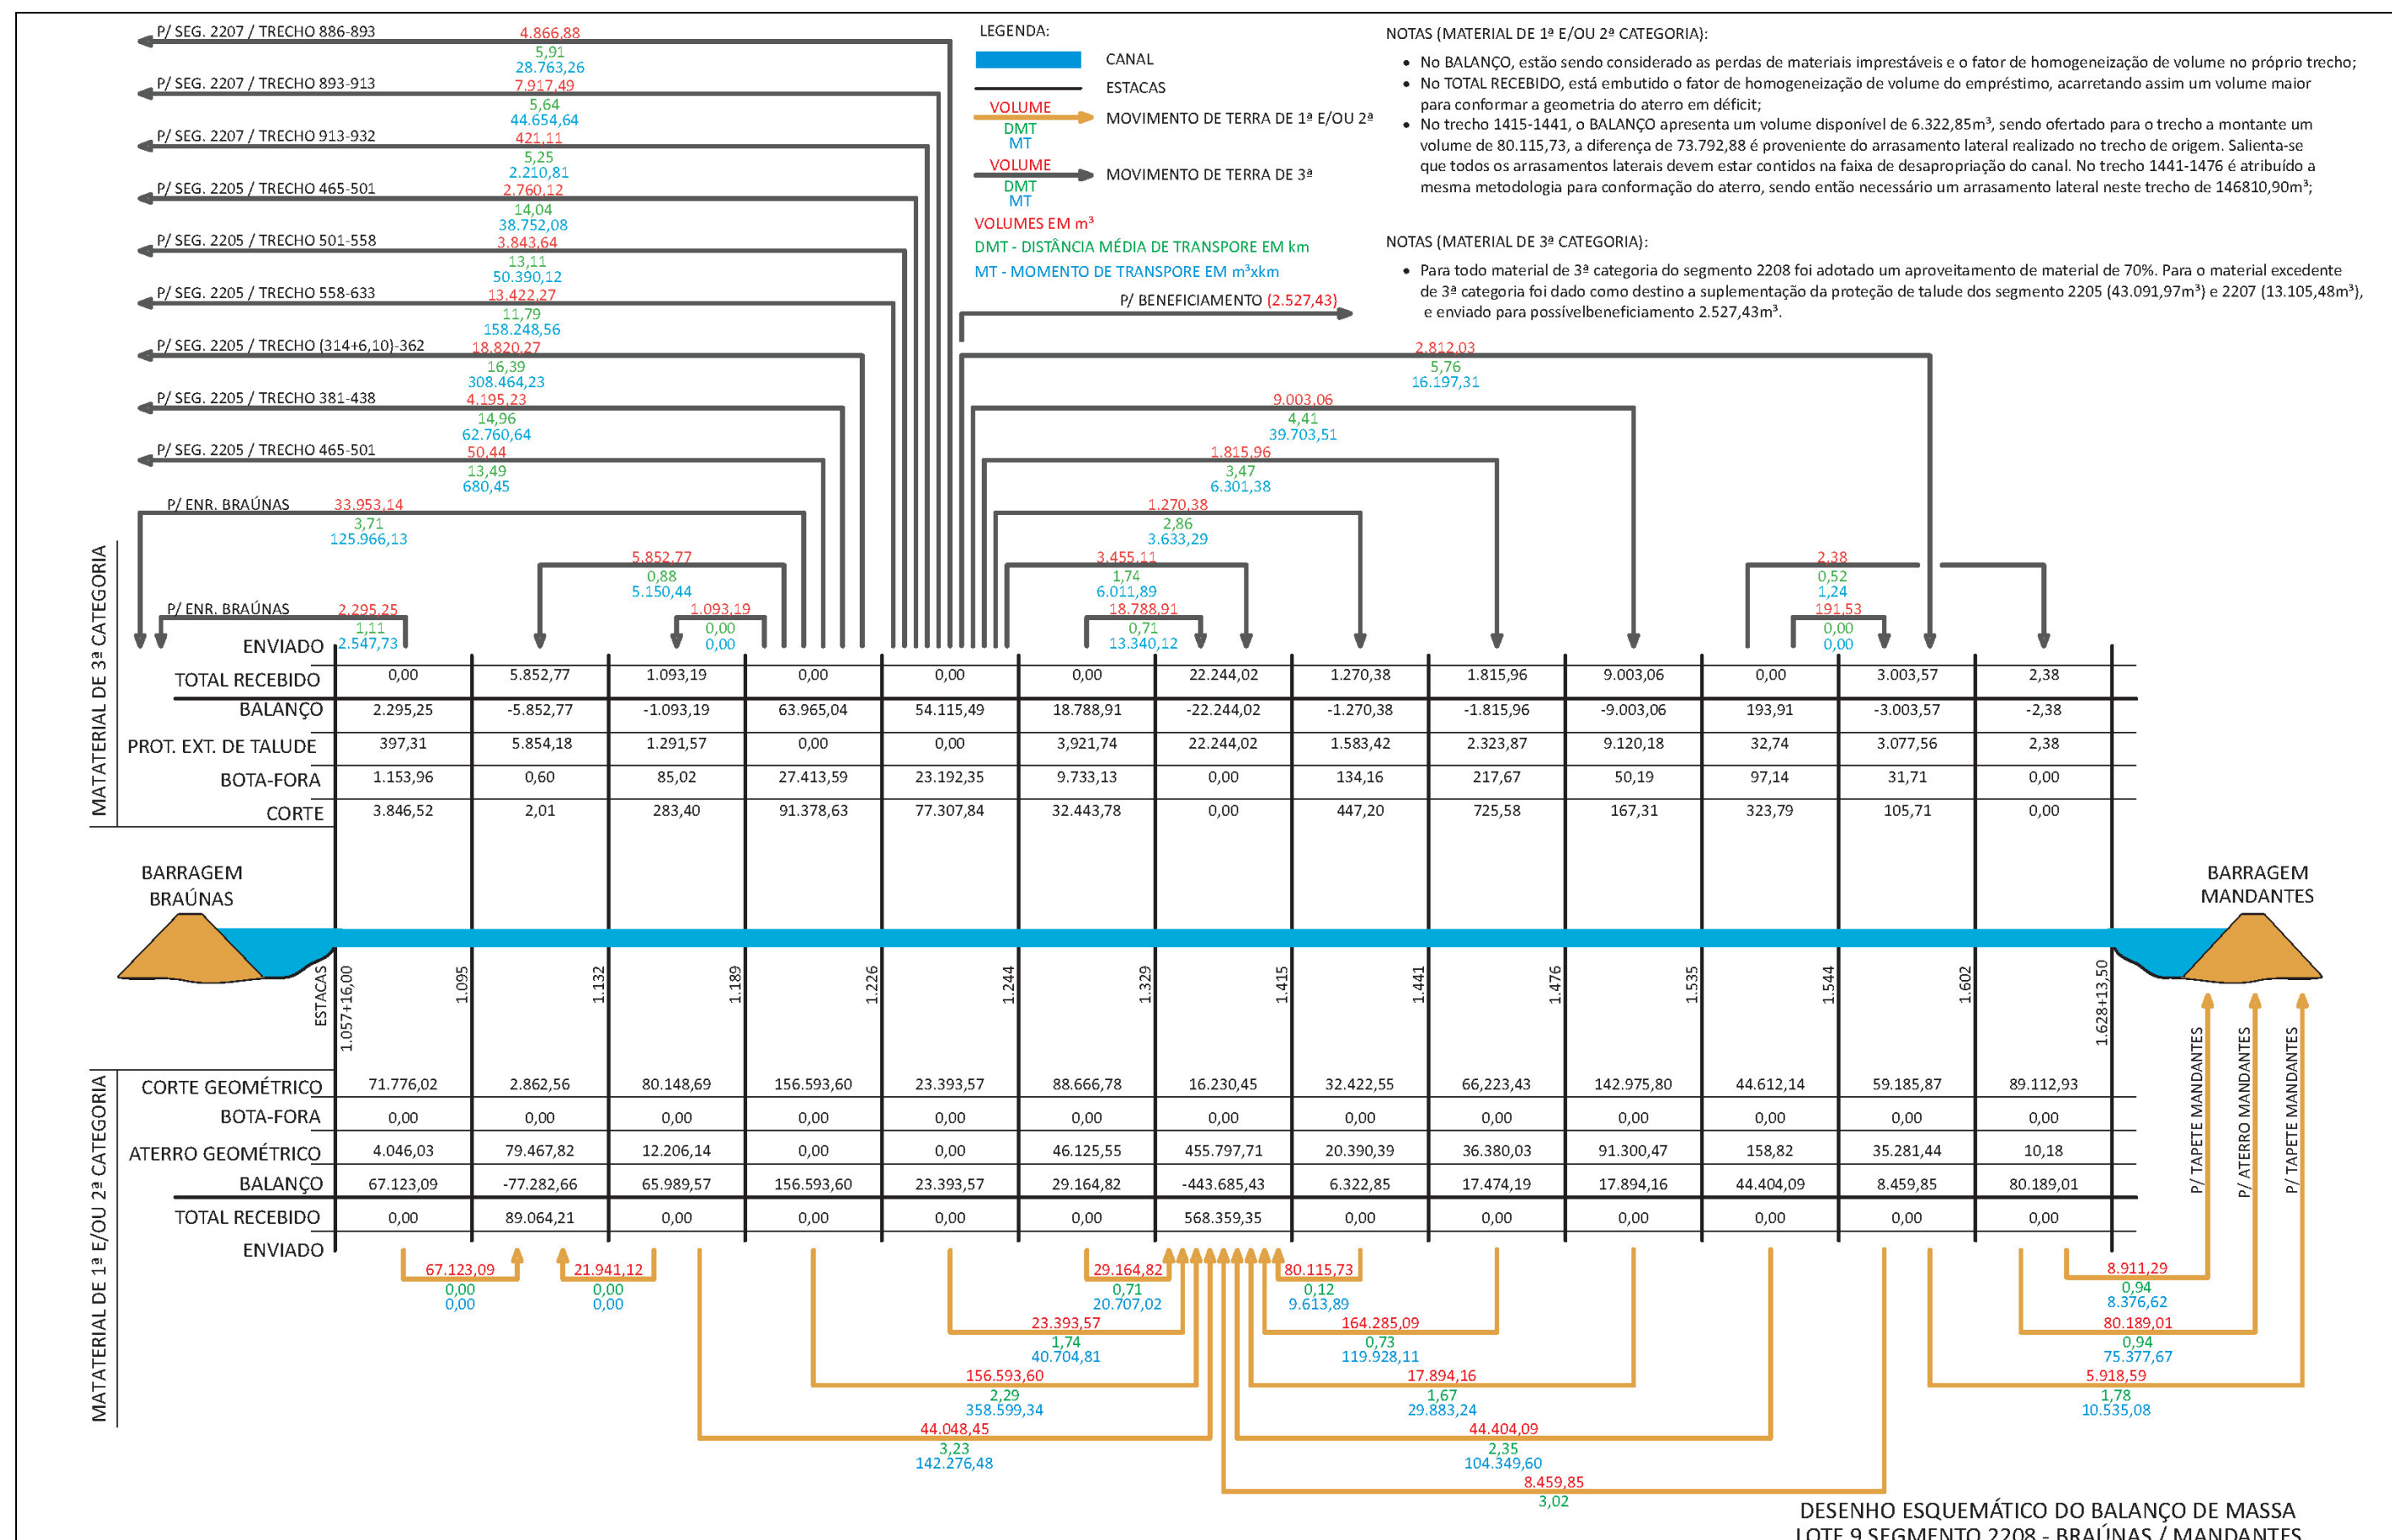 P/ SEG. 2207 / TRECHO 886-893
4.866,88
5,91
28.763,26
P/ SEG. 2207 / TRECHO 893-913
7.917,49
5,64
44.654,64
P/ SEG. 2207 / TRECHO 913-932
421,11
5,25
2.210,81
P/ SEG. 2205 / TRECHO 465-501
2.760,12
14,04
38.752,08
P/ SEG. 2205 / TRECHO 501-558
3.843,64
13,11
50.390,12
P/ SEG. 2205 / TRECHO 558-633
13.422,27
11,79
158.248,56
P/ SEG. 2205 / TRECHO (314+6,10)-362
18.820,27
16,39
308.464,23
P/ SEG. 2205 / TRECHO 381-438
4.195,23
14,96
62.760,64
P/ SEG. 2205 / TRECHO 465-501
50,44
13,49
680,45
P/ ENR. BRAÚNAS
33.953,14
3,71
125.966,13
P/ ENR. BRAÚNAS
2.295,25
1,11
2.547,73
5.852,77
0,88
5.150,44
1.093,19
0,00
0,00
LEGENDA:
CANAL
ESTACAS
VOLUME
DMT
MT
MOVIMENTO DE TERRA DE 1ª E/OU 2ª
VOLUME
DMT
MT
MOVIMENTO DE TERRA DE 3ª
VOLUMES EM m³
DMT - DISTÂNCIA MÉDIA DE TRANSPORE EM km
MT - MOMENTO DE TRANSPORE EM m³xkm
P/ BENEFICIAMENTO (2.527,43)
2.812,03
5,76
16.197,31
9.003,06
4,41
39.703,51
1.815,96
3,47
6.301,38
1.270,38
2,86
3.633,29
3.455,11
1,74
6.011,89
18.788,91
0,71
13.340,12
2,38
0,52
1,24
191,53
0,00
0,00
NOTAS (MATERIAL DE 1ª E/OU 2ª CATEGORIA):
• No BALANÇO, estão sendo considerado as perdas de materiais imprestáveis e o fator de homogeneização de volume no próprio trecho;
• No TOTAL RECEBIDO, está embutido o fator de homogeneização de volume do empréstimo, acarretando assim um volume maior
para conformar a geometria do aterro em déficit;
• No trecho 1415-1441, o BALANÇO apresenta um volume disponível de 6.322,85m³, sendo ofertado para o trecho a montante um
volume de 80.115,73, a diferença de 73.792,88 é proveniente do arrasamento lateral realizado no trecho de origem. Salienta-se
que todos os arrasamentos laterais devem estar contidos na faixa de desapropriação do canal. No trecho 1441-1476 é atribuído a
mesma metodologia para conformação do aterro, sendo então necessário um arrasamento lateral neste trecho de 146810,90m³;
NOTAS (MATERIAL DE 3ª CATEGORIA):
• Para todo material de 3ª categoria do segmento 2208 foi adotado um aproveitamento de material de 70%. Para o material excedente
de 3ª categoria foi dado como destino a suplementação da proteção de talude dos segmento 2205 (43.091,97m³) e 2207 (13.105,48m³),
e enviado para possívelbeneficiamento 2.527,43m³.
MATATERIAL DE 3ª CATEGORIA
ENVIADO
TOTAL RECEBIDO 0,00 5.852,77 1.093,19 0,00 0,00 0,00 22.244,02 1.270,38 1.815,96 9.003,06 0,00 3.003,57 2,38
BALANÇO 2.295,25 -5.852,77 -1.093,19 63.965,04 54.115,49 18.788,91 -22.244,02 -1.270,38 -1.815,96 -9.003,06 193,91 -3.003,57 -2,38
PROT. EXT. DE TALUDE 397,31 5.854,18 1.291,57 0,00 0,00 3,921,74 22.244,02 1.583,42 2.323,87 9.120,18 32,74 3.077,56 2,38
BOTA-FORA 1.153,96 0,60 85,02 27.413,59 23.192,35 9.733,13 0,00 134,16 217,67 50,19 97,14 31,71 0,00
CORTE 3.846,52 2,01 283,40 91.378,63 77.307,84 32.443,78 0,00 447,20 725,58 167,31 323,79 105,71 0,00
BARRAGEM
BRAÚNAS
BARRAGEM
MANDANTES
ESTACAS
1.057+16,00 1.095 1.132 1.189 1.226 1.244 1.329 1.415 1.441 1.476 1.535 1.544 1.602 1.628+13,50
MATATERIAL DE 1ª E/OU 2ª CATEGORIA
CORTE GEOMÉTRICO 71.776,02 2.862,56 80.148,69 156.593,60 23.393,57 88.666,78 16.230,45 32.422,55 66,223,43 142.975,80 44.612,14 59.185,87 89.112,93
BOTA-FORA 0,00 0,00 0,00 0,00 0,00 0,00 0,00 0,00 0,00 0,00 0,00 0,00 0,00
ATERRO GEOMÉTRICO 4.046,03 79.467,82 12.206,14 0,00 0,00 46.125,55 455.797,71 20.390,39 36.380,03 91.300,47 158,82 35.281,44 10,18
BALANÇO 67.123,09 -77.282,66 65.989,57 156.593,60 23.393,57 29.164,82 -443.685,43 6.322,85 17.474,19 17.894,16 44.404,09 8.459,85 80.189,01
TOTAL RECEBIDO 0,00 89.064,21 0,00 0,00 0,00 0,00 568.359,35 0,00 0,00 0,00 0,00 0,00 0,00
ENVIADO
P/ TAPETE MANDANTES
P/ ATERRO MANDANTES
P/ TAPETE MANDANTES
67.123,09
0,00
0,00
21.941,12
0,00
0,00
29.164,82
0,71
20.707,02
80.115,73
0,12
9.613,89
8.911,29
0,94
8.376,62
23.393,57
1,74
40.704,81
164.285,09
0,73
119.928,11
80.189,01
0,94
75.377,67
156.593,60
2,29
358.599,34
17.894,16
1,67
29.883,24
5.918,59
1,78
10.535,08
44.048,45
3,23
142.276,48
44.404,09
2,35
104.349,60
8.459,85
3,02
DESENHO ESQUEMÁTICO DO BALANÇO DE MASSA
LOTE 9 SEGMENTO 2208 - BRAÚNAS / MANDANTES